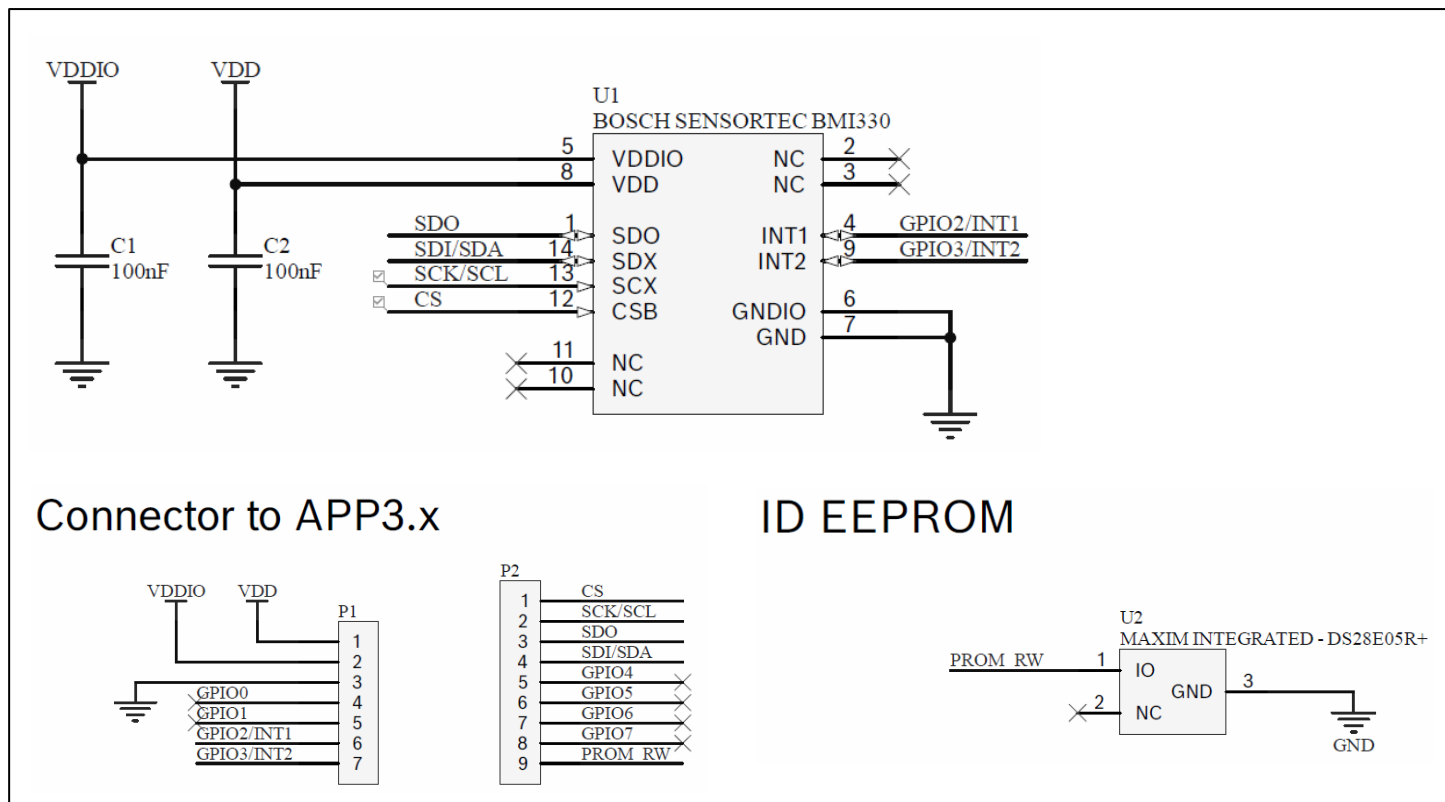 VDDIO
VDD
U1
BOSCH SENSORTEC BMI330
5 VDDIO NC 2
8 VDD NC 3
SDO 1 SDO INT1 4 GPIO2/INT1
SDI/SDA 14 SDX INT2 9 GPIO3/INT2
SCK/SCL 13 SCX
CS 12 CSB GNDIO 6
GND 7
11 NC
10 NC
C1
100nF
C2
100nF
Connector to APP3.x
VDDIO
VDD
P1
1
2
3
GPIO0 4
GPIO1 5
GPIO2/INT1 6
GPIO3/INT2 7
P2
1 CS
2 SCK/SCL
3 SDO
4 SDI/SDA
5 GPIO4
6 GPIO5
7 GPIO6
8 GPIO7
9 PROM_RW
ID EEPROM
U2
MAXIM INTEGRATED - DS28E05R+
PROM_RW 1 IO
GND 3
2 NC
GND